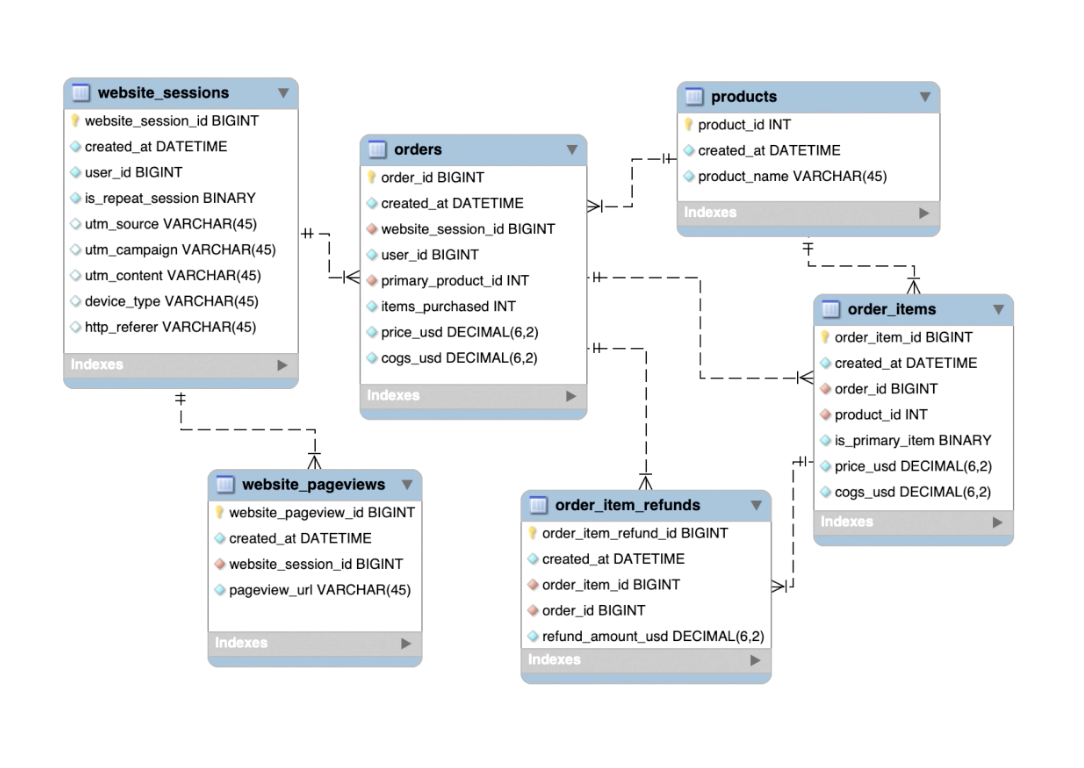 website_sessions
website_session_id BIGINT
created_at DATETIME
user_id BIGINT
is_repeat_session BINARY
utm_source VARCHAR(45)
utm_campaign VARCHAR(45)
utm_content VARCHAR(45)
device_type VARCHAR(45)
http_referer VARCHAR(45)
Indexes
orders
order_id BIGINT
created_at DATETIME
website_session_id BIGINT
user_id BIGINT
primary_product_id INT
items_purchased INT
price_usd DECIMAL(6,2)
cogs_usd DECIMAL(6,2)
Indexes
products
product_id INT
created_at DATETIME
product_name VARCHAR(45)
Indexes
order_items
order_item_id BIGINT
created_at DATETIME
order_id BIGINT
product_id INT
is_primary_item BINARY
price_usd DECIMAL(6,2)
cogs_usd DECIMAL(6,2)
Indexes
website_pageviews
website_pageview_id BIGINT
created_at DATETIME
website_session_id BIGINT
pageview_url VARCHAR(45)
Indexes
order_item_refunds
order_item_refund_id BIGINT
created_at DATETIME
order_item_id BIGINT
order_id BIGINT
refund_amount_usd DECIMAL(6,2)
Indexes